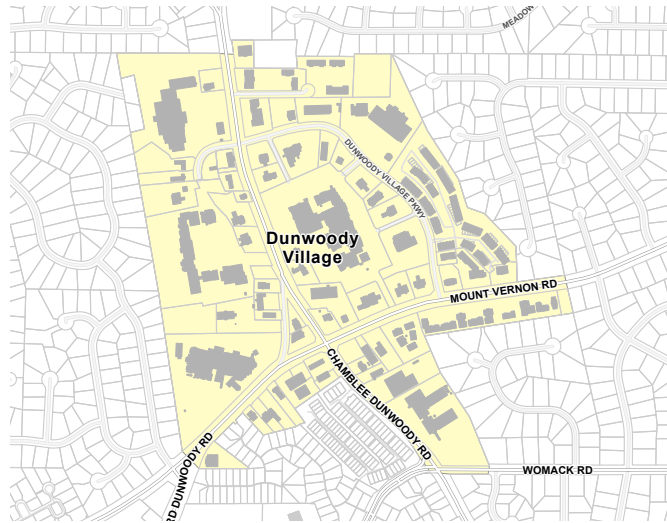 MEADOW
DUNWOODY VILLAGE PKWY
Dunwoody
Village
MOUNT VERNON RD
CHAMBLEE DUNWOODY RD
RD DUNWOODY RD
WOMACK RD